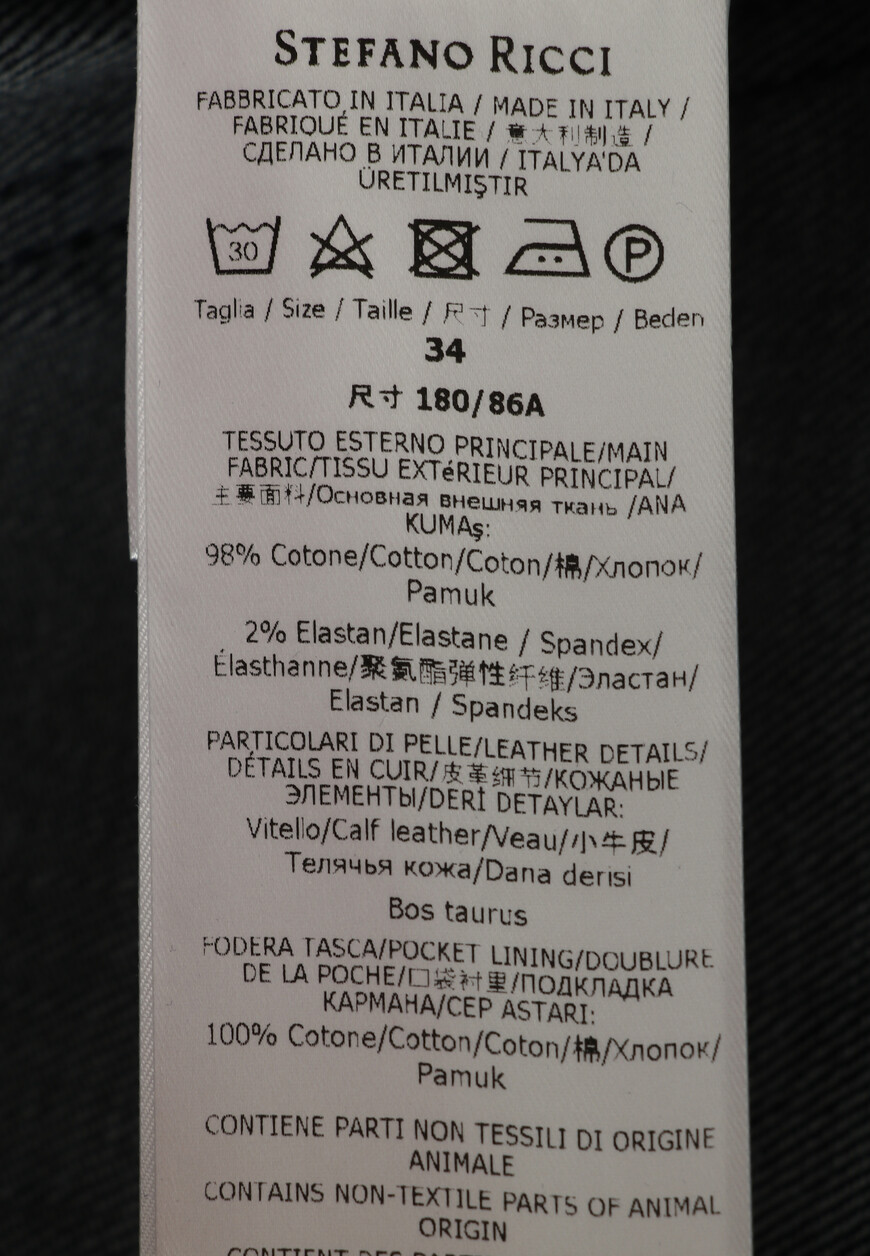 STEFANO RICCI
FABBRICATO IN ITALIA / MADE IN ITALY /
FABRIQUÉ EN ITALIE / 意大利制造 /
СДЕЛАНО В ИТАЛИИ / ITALYA'DA
ÜRETILMIŞTIR
30 P
Taglia / Size / Taille / 尺寸 / Размер / Beden
34
尺寸 180/86A
TESSUTO ESTERNO PRINCIPALE/MAIN
FABRIC/TISSU EXTéRIEUR PRINCIPAL/
主要面料/Основная внешняя ткань /ANA
KUMAş:
98% Cotone/Cotton/Coton/棉/Хлопок/
Pamuk
2% Elastan/Elastane / Spandex/
Élasthanne/聚氨酯弹性纤维/Эластан/
Elastan / Spandeks
PARTICOLARI DI PELLE/LEATHER DETAILS/
DÉTAILS EN CUIR/皮革细节/КОЖАНЫЕ
ЭЛЕМЕНТЫ/DERİ DETAYLAR:
Vitello/Calf leather/Veau/小牛皮/
Телячья кожа/Dana derisi
Bos taurus
FODERA TASCA/POCKET LINING/DOUBLURE
DE LA POCHE/口袋衬里/ПОДКЛАДКА
КАРМАНА/CEP ASTARI:
100% Cotone/Cotton/Coton/棉/Хлопок/
Pamuk
CONTIENE PARTI NON TESSILI DI ORIGINE
ANIMALE
CONTAINS NON-TEXTILE PARTS OF ANIMAL
ORIGIN
CONTIENT DES